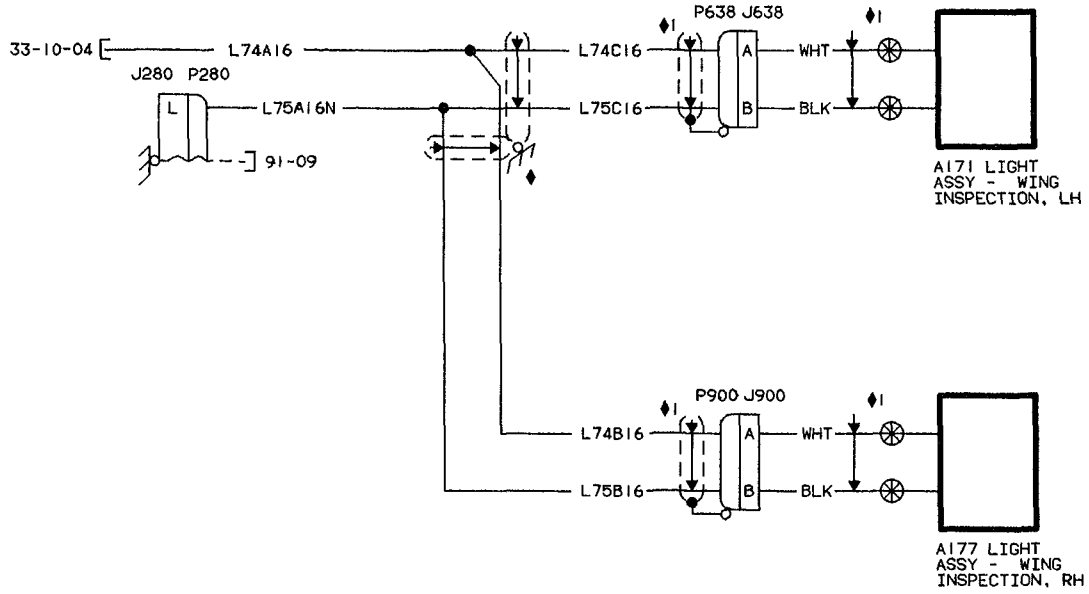 33-10-04
L74A16
L74C16
♦1
P638 J638
A
WHT
♦1
J280 P280
L
L75A16N
L75C16
B
BLK
91-09
♦
A171 LIGHT
ASSY - WING
INSPECTION, LH
P900 J900
♦1
L74B16
A
WHT
♦1
L75B16
B
BLK
A177 LIGHT
ASSY - WING
INSPECTION, RH